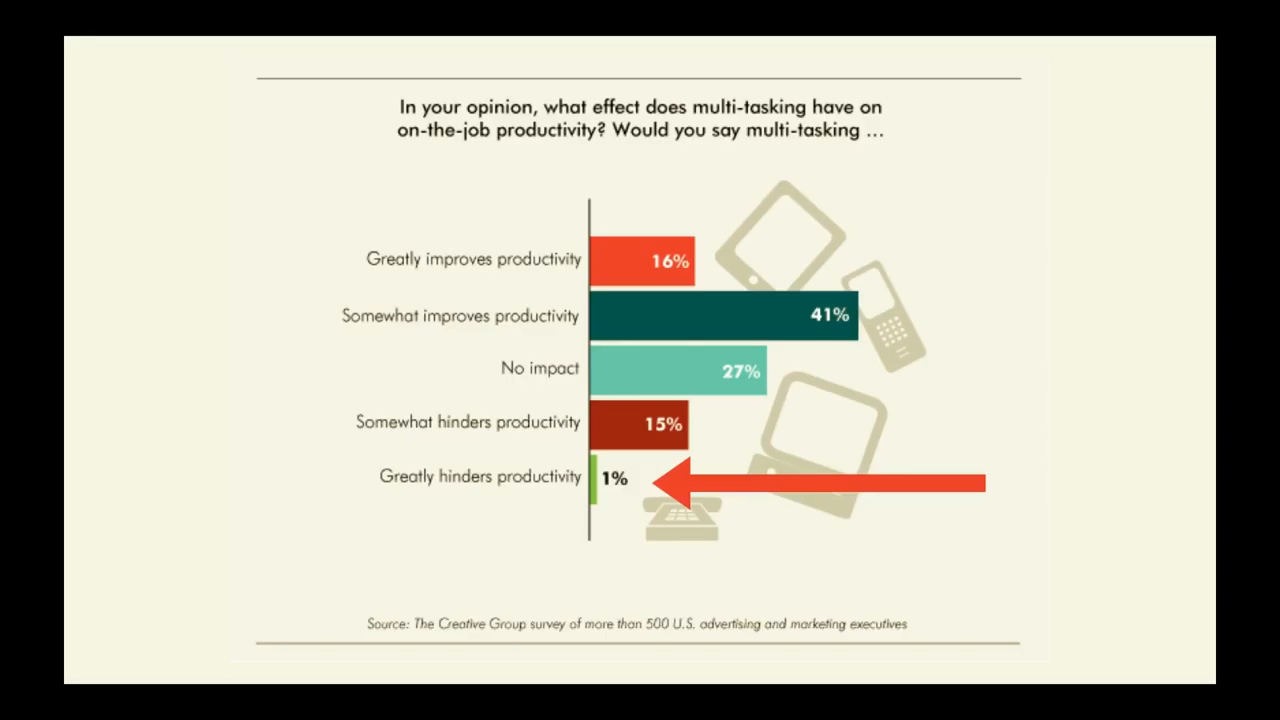 In your opinion, what effect does multi-tasking have on
on-the-job productivity? Would you say multi-tasking ...
Greatly improves productivity 16%
Somewhat improves productivity 41%
No impact 27%
Somewhat hinders productivity 15%
Greatly hinders productivity 1%
Source: The Creative Group survey of more than 500 U.S. advertising and marketing executives